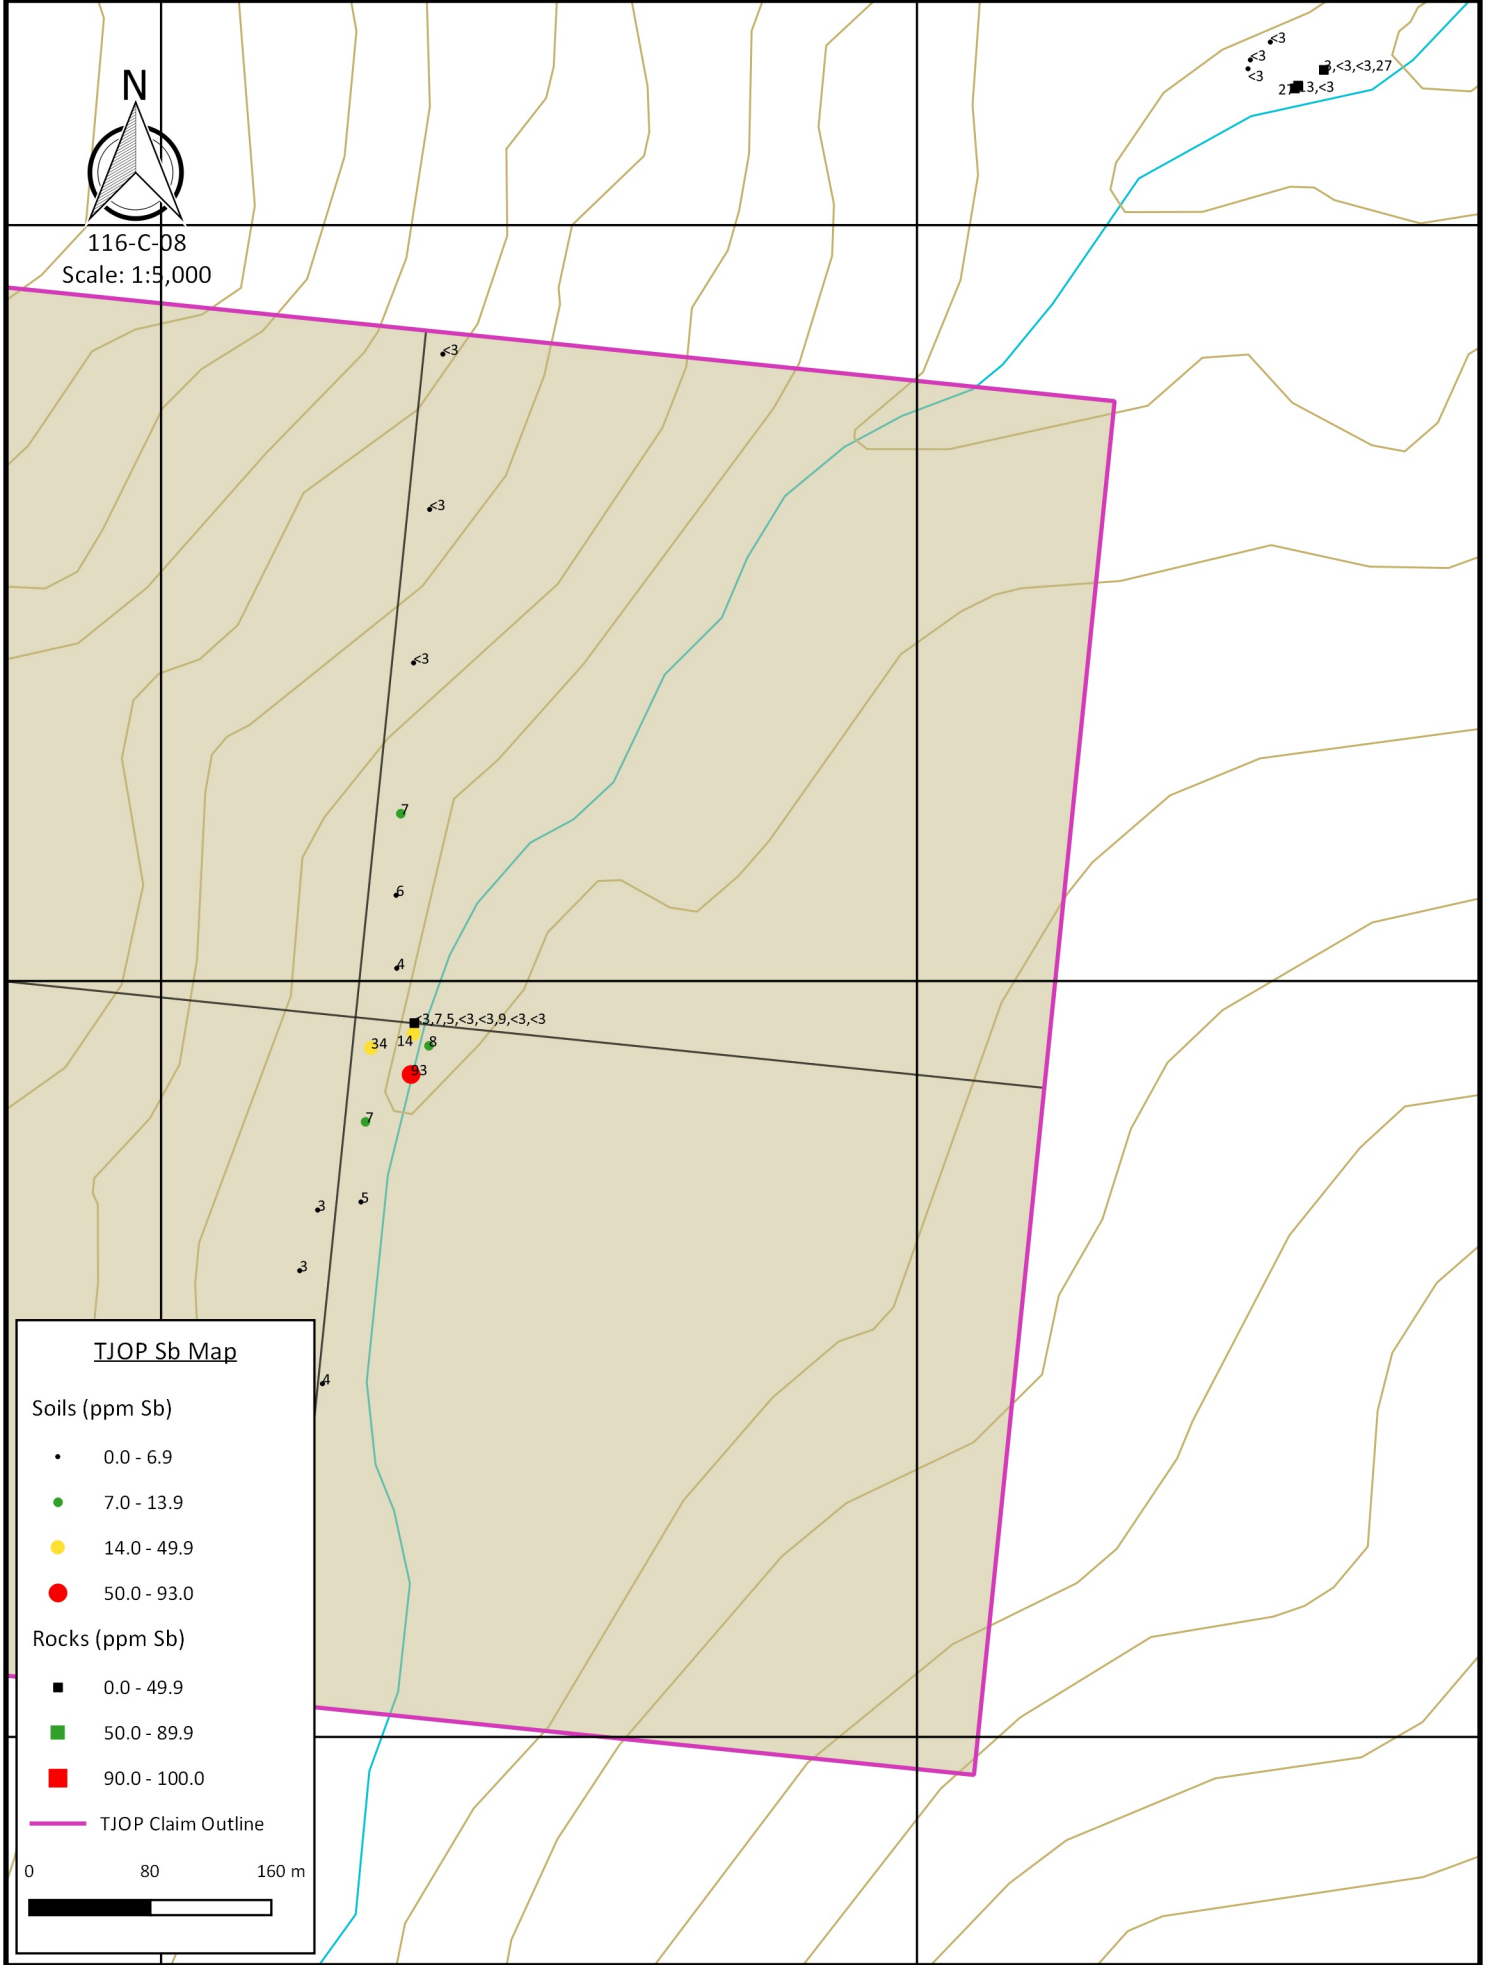 <3
<3
<3
3,<3,<3,27
13,<3
N
116-C-08
Scale: 1:5,000
<3
<3
<3
7
6
4
<3,7,5,<3,<3,9,<3,<3
34
14
8
93
7
5
3
3
4
TJOP Sb Map
Soils (ppm Sb)
0.0 - 6.9
7.0 - 13.9
14.0 - 49.9
50.0 - 93.0
Rocks (ppm Sb)
0.0 - 49.9
50.0 - 89.9
90.0 - 100.0
TJOP Claim Outline
0 80 160 m